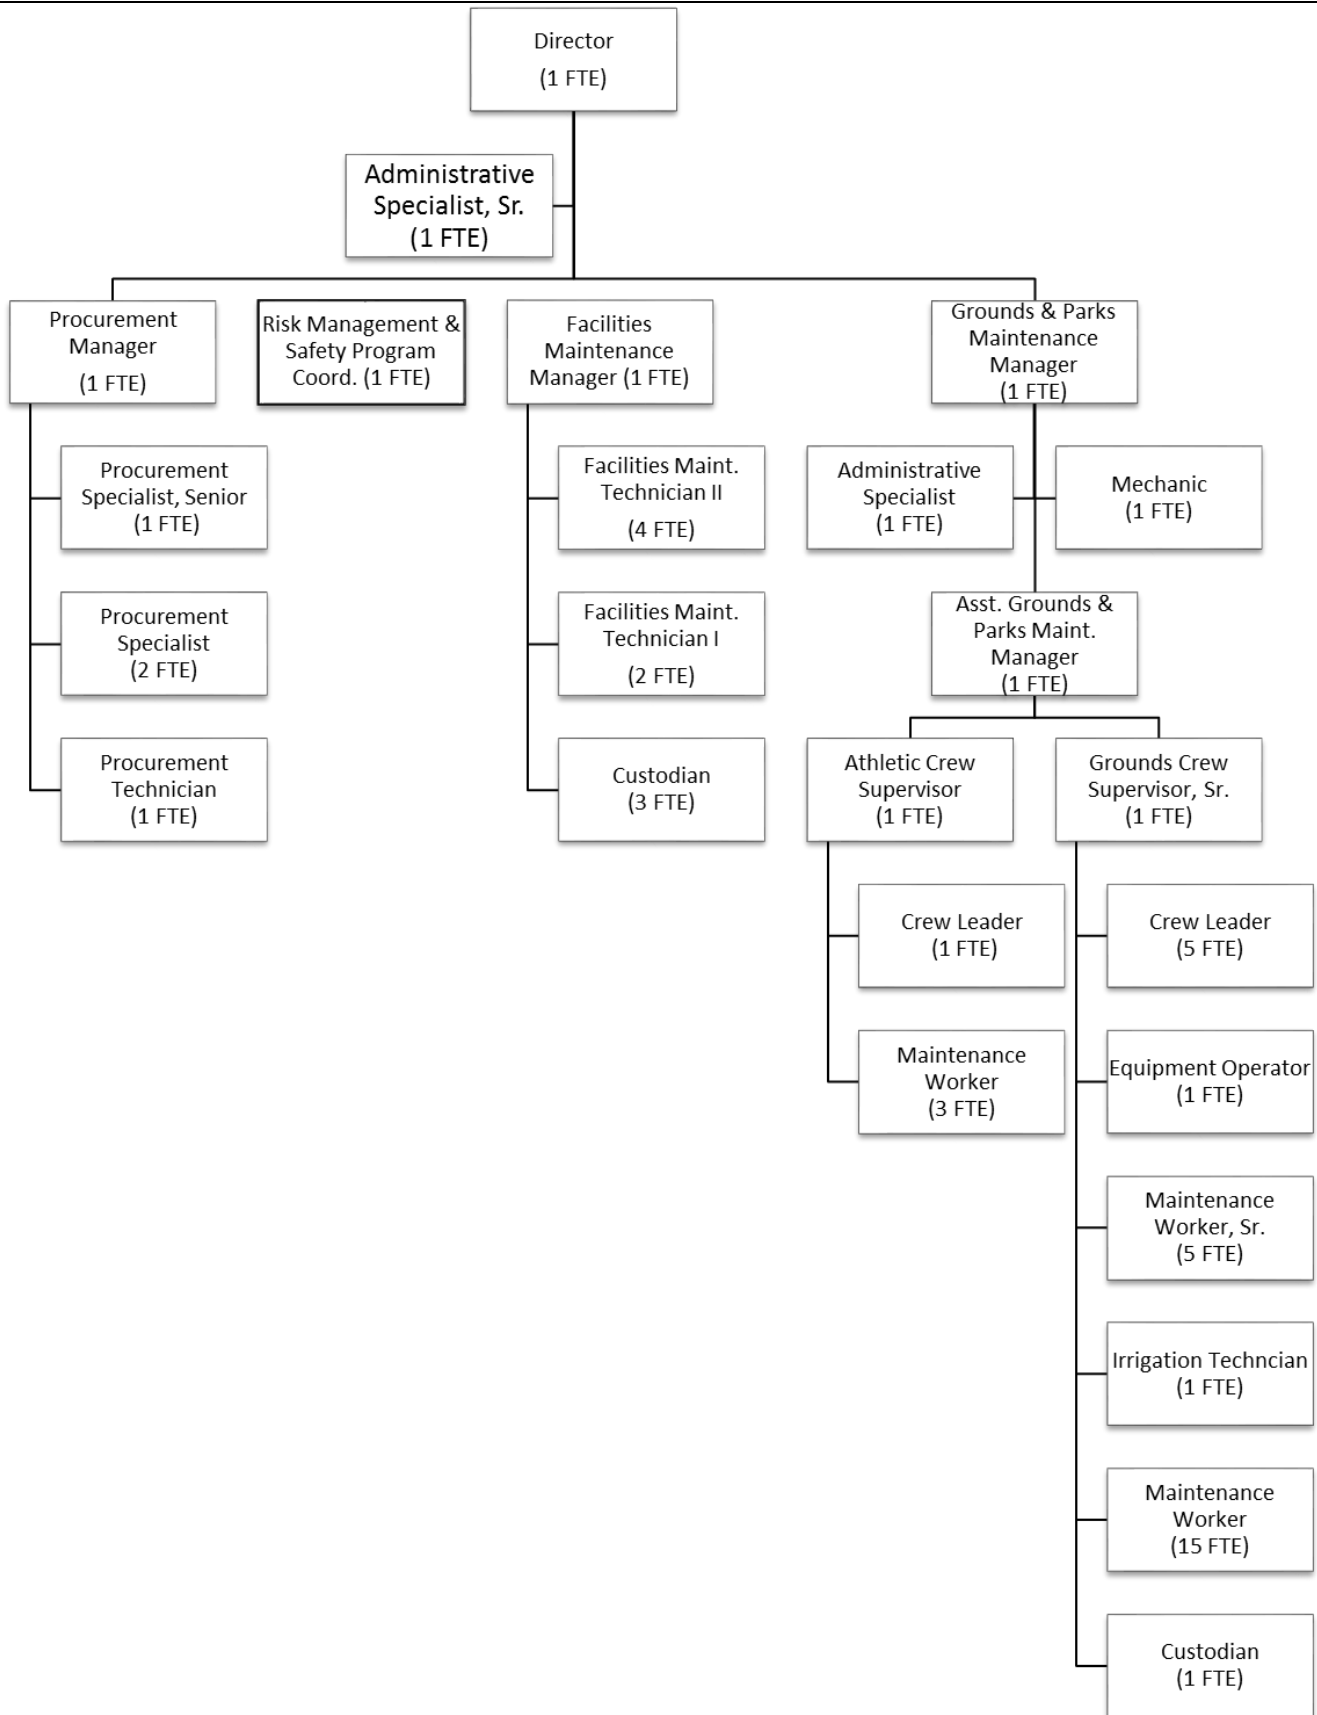 Director
(1 FTE)
Administrative
Specialist, Sr.
(1 FTE)
Procurement
Manager
(1 FTE)
Risk Management &
Safety Program
Coord. (1 FTE)
Facilities
Maintenance
Manager (1 FTE)
Grounds & Parks
Maintenance
Manager
(1 FTE)
Procurement
Specialist, Senior
(1 FTE)
Procurement
Specialist
(2 FTE)
Procurement
Technician
(1 FTE)
Facilities Maint.
Technician II
(4 FTE)
Facilities Maint.
Technician I
(2 FTE)
Custodian
(3 FTE)
Administrative
Specialist
(1 FTE)
Mechanic
(1 FTE)
Asst. Grounds &
Parks Maint.
Manager
(1 FTE)
Athletic Crew
Supervisor
(1 FTE)
Crew Leader
(1 FTE)
Maintenance
Worker
(3 FTE)
Grounds Crew
Supervisor, Sr.
(1 FTE)
Crew Leader
(5 FTE)
Equipment Operator
(1 FTE)
Maintenance
Worker, Sr.
(5 FTE)
Irrigation Techncian
(1 FTE)
Maintenance
Worker
(15 FTE)
Custodian
(1 FTE)